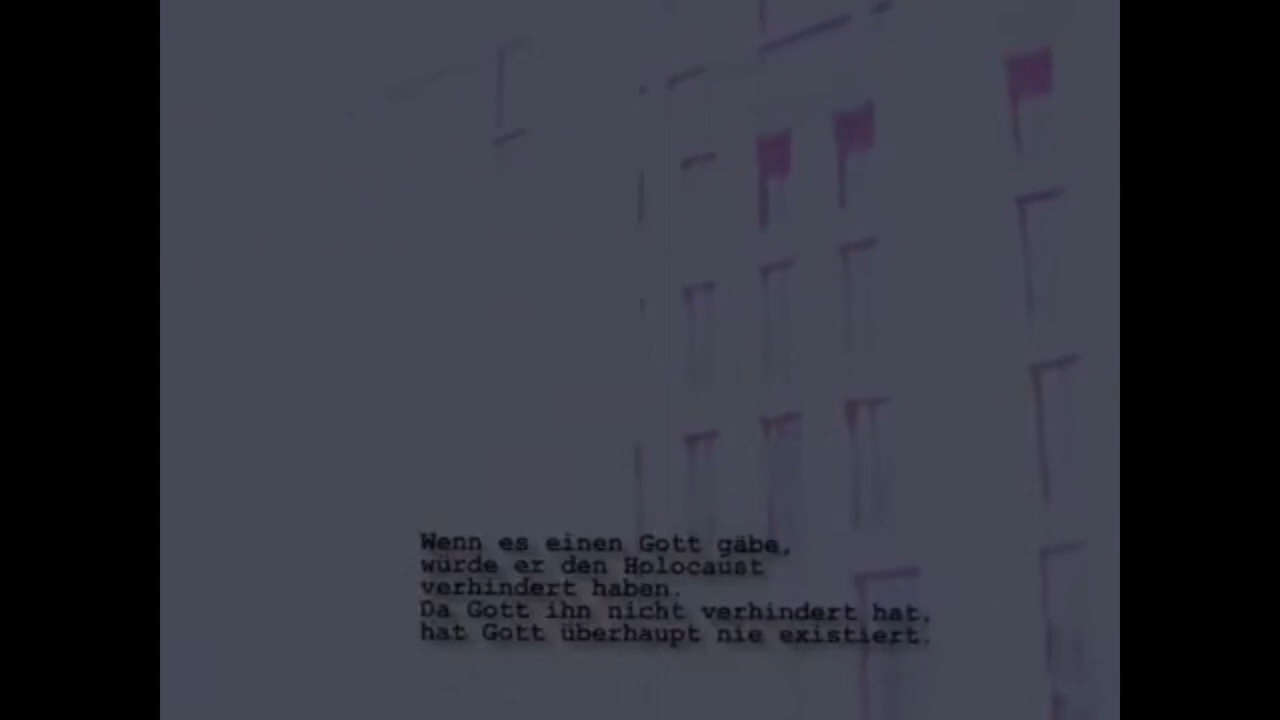 Wenn es einen Gott gäbe,
würde er den Holocaust
verhindert haben.
Da Gott ihn nicht verhindert hat,
hat Gott überhaupt nie existiert.